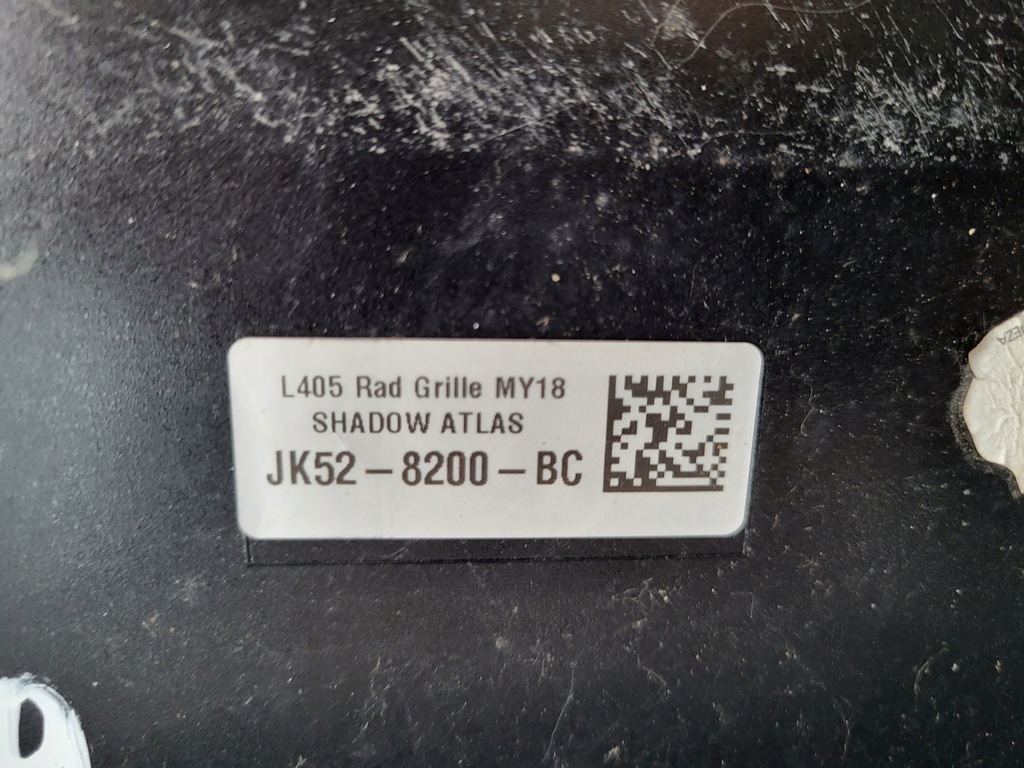 L405 Rad Grille MY18
SHADOW ATLAS
JK52-8200-BC